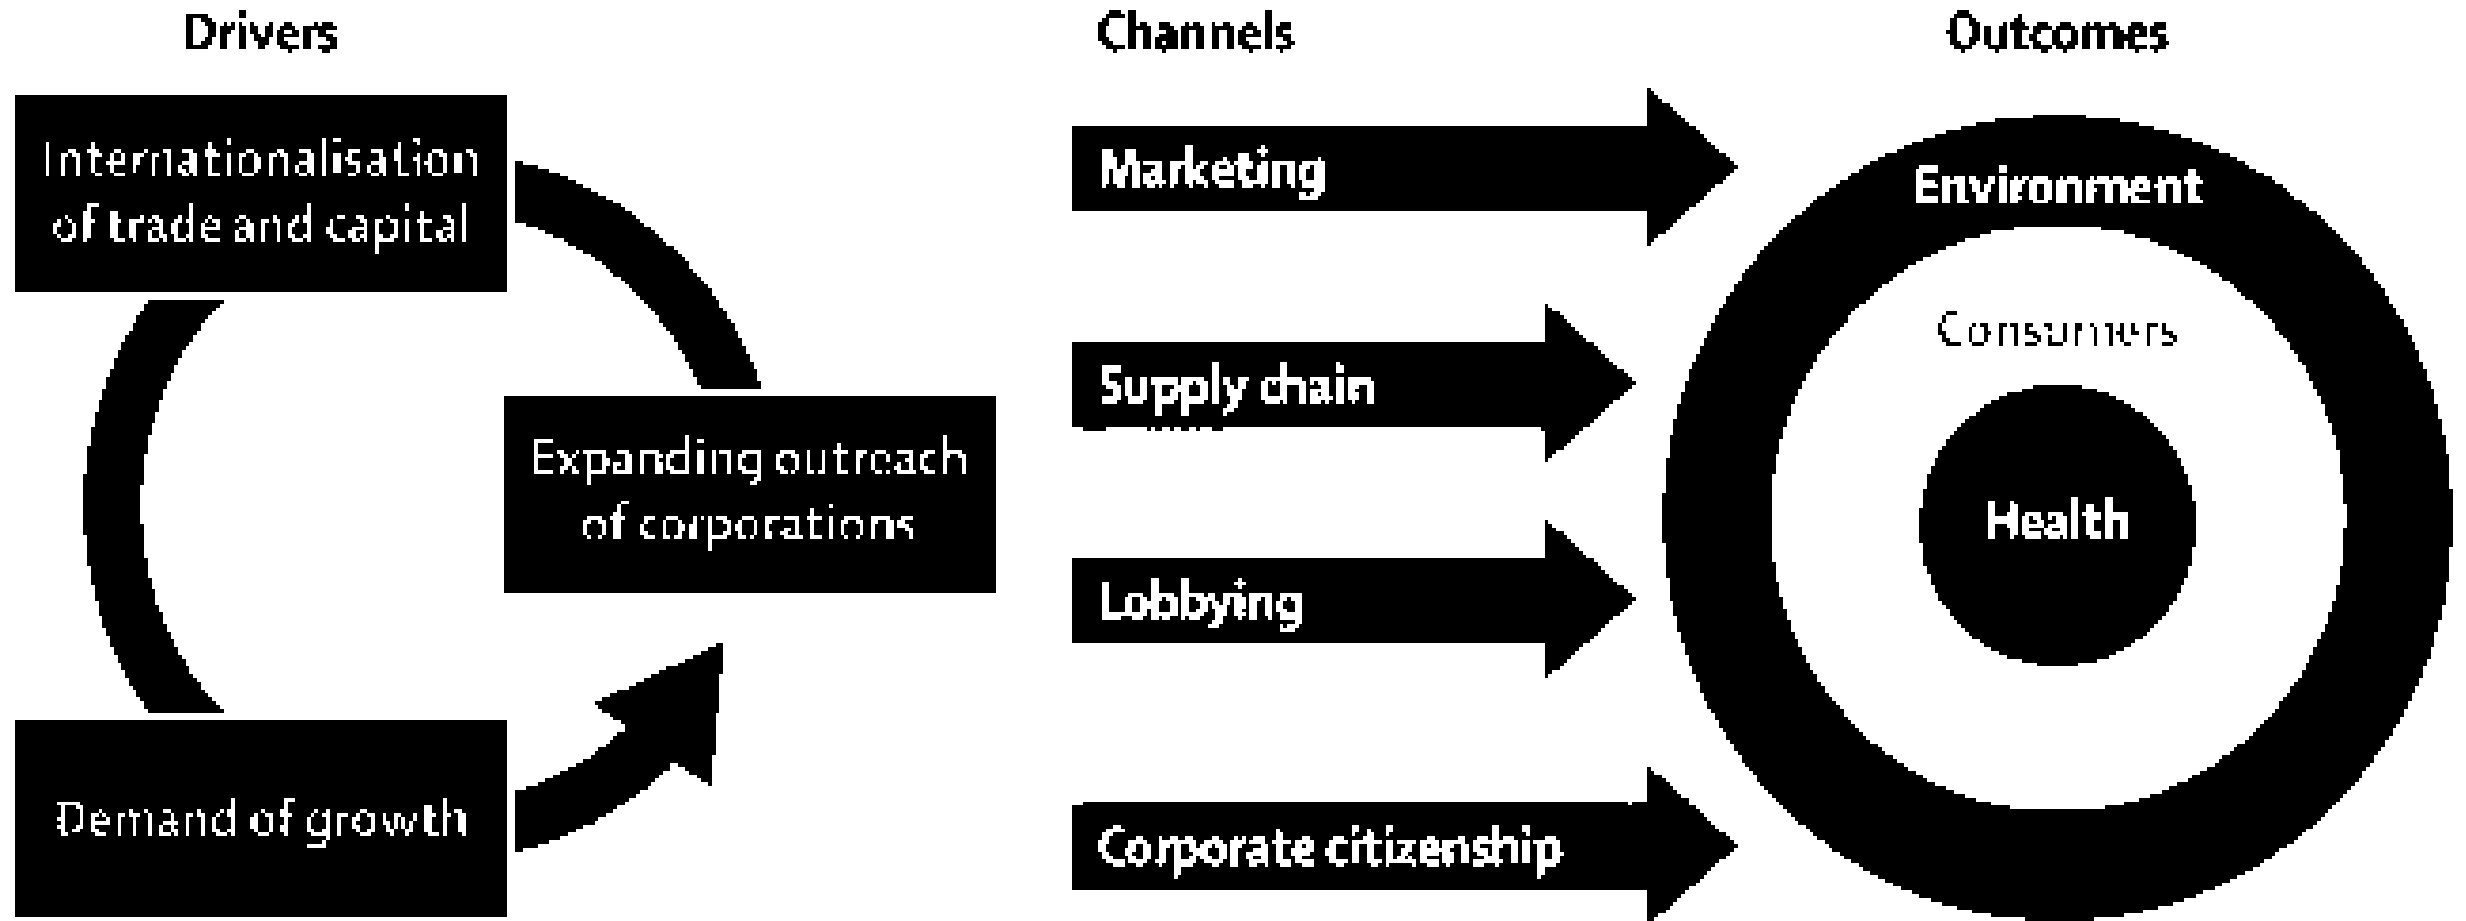 Drivers
Internationalisation
of trade and capital
Expanding outreach
of corporations
Demand of growth
Channels
Marketing
Supply chain
Lobbying
Corporate citizenship
Outcomes
Environment
Consumers
Health